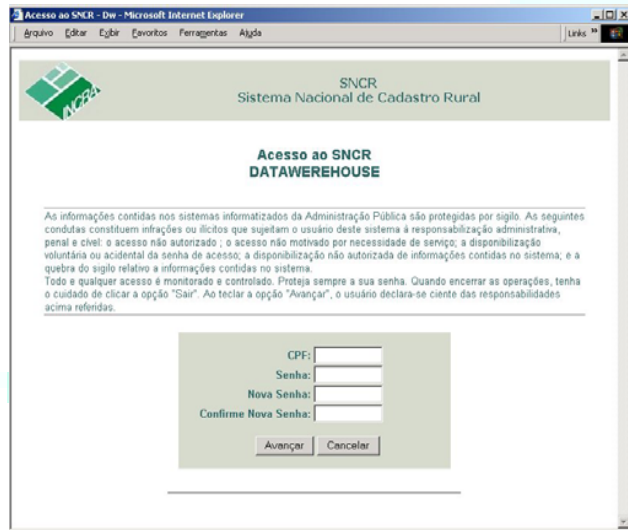 Acesso ao SNCR - Dw - Microsoft Internet Explorer
Arquivo Editar Exibir Favoritos Ferramentas Ajuda
Links »
INCRA
SNCR
Sistema Nacional de Cadastro Rural
Acesso ao SNCR
DATAWEREHOUSE
As informações contidas nos sistemas informatizados da Administração Pública são protegidas por sigilo. As seguintes
condutas constituem infrações ou ilícitos que sujeitam o usuário deste sistema à responsabilização administrativa,
penal e cível: o acesso não autorizado ; o acesso não motivado por necessidade de serviço; a disponibilização
voluntária ou acidental da senha de acesso; a disponibilização não autorizada de informações contidas no sistema; e a
quebra do sigilo relativo a informações contidas no sistema.
Todo e qualquer acesso é monitorado e controlado. Proteja sempre a sua senha. Quando encerrar as operações, tenha
o cuidado de clicar a opção "Sair". Ao teclar a opção "Avançar", o usuário declara-se ciente das responsabilidades
acima referidas.
CPF:
Senha:
Nova Senha:
Confirme Nova Senha:
Avançar Cancelar